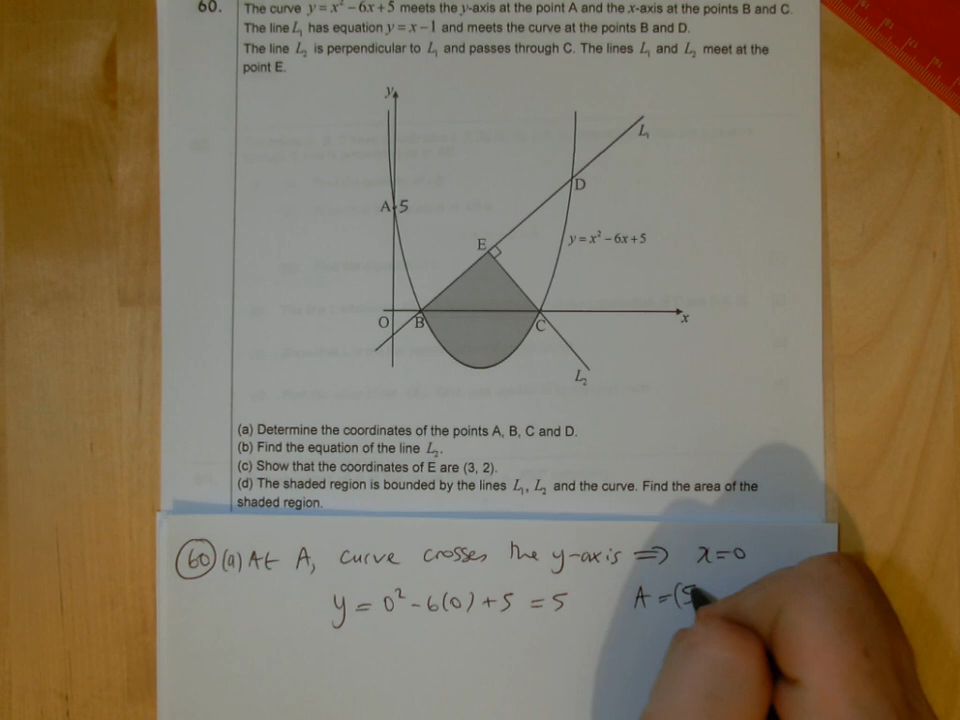 60. The curve y = x² – 6x + 5 meets the y-axis at the point A and the x-axis at the points B and C.
The line L₁ has equation y = x – 1 and meets the curve at the points B and D.
The line L₂ is perpendicular to L₁ and passes through C. The lines L₁ and L₂ meet at the
point E.
y
L₁
D
A 5
E
y = x² – 6x + 5
O B C x
L₂
(a) Determine the coordinates of the points A, B, C and D.
(b) Find the equation of the line L₂.
(c) Show that the coordinates of E are (3, 2).
(d) The shaded region is bounded by the lines L₁, L₂ and the curve. Find the area of the
shaded region.
60 (a) At A, curve crosses the y-axis ⇒ x=0
y = 0² - 6(0) + 5 = 5 A = (5